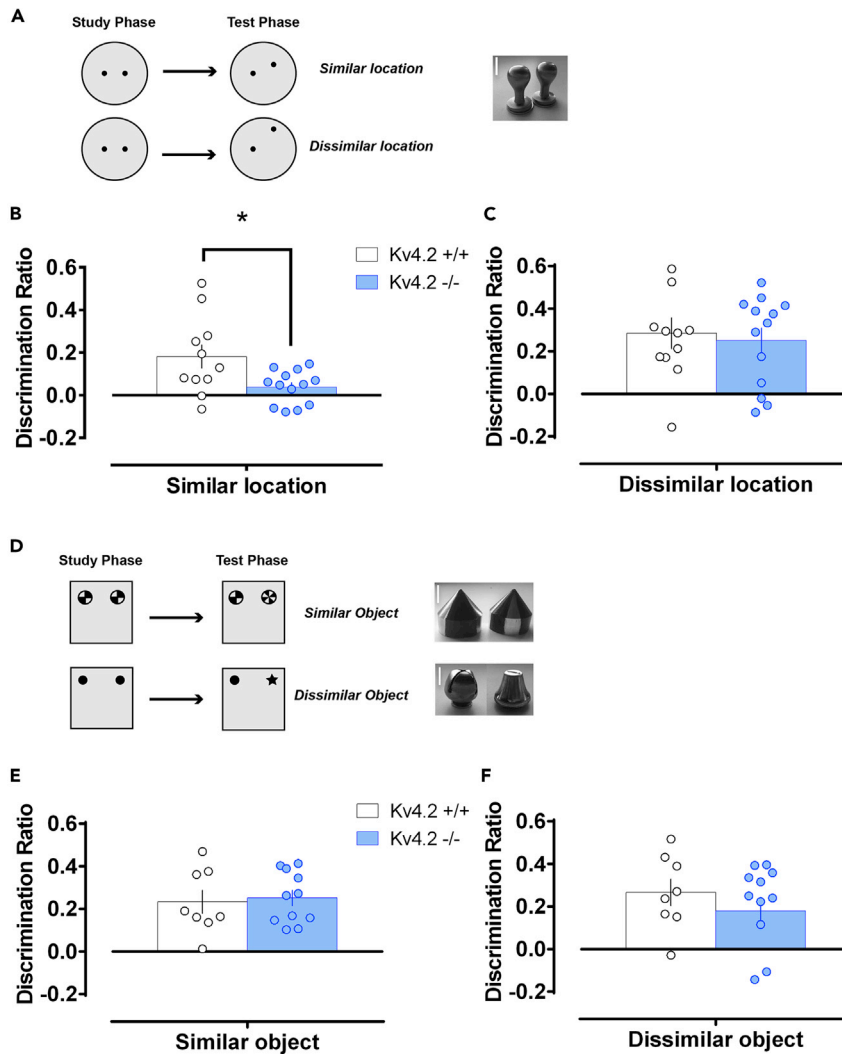 A
Study Phase
Test Phase
Similar location
Dissimilar location
B
*
Kv4.2 +/+
Kv4.2 -/-
Discrimination Ratio
0.6
0.4
0.2
0.0
-0.2
Similar location
C
Discrimination Ratio
0.6
0.4
0.2
0.0
-0.2
Dissimilar location
D
Study Phase
Test Phase
Similar Object
Dissimilar Object
E
Kv4.2 +/+
Kv4.2 -/-
Discrimination Ratio
0.6
0.4
0.2
0.0
-0.2
Similar object
F
Discrimination Ratio
0.6
0.4
0.2
0.0
-0.2
Dissimilar object